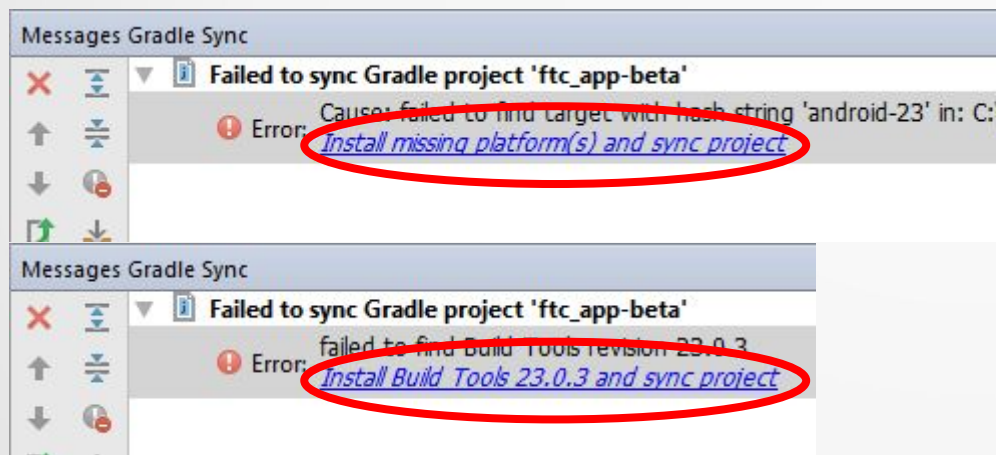 Messages Gradle Sync
Failed to sync Gradle project 'ftc_app-beta'
Cause: failed to find target with hash string 'android-23' in: C:
Error:
Install missing platform(s) and sync project
Messages Gradle Sync
Failed to sync Gradle project 'ftc_app-beta'
failed to find Build Tools revision 23.0.3
Error:
Install Build Tools 23.0.3 and sync project